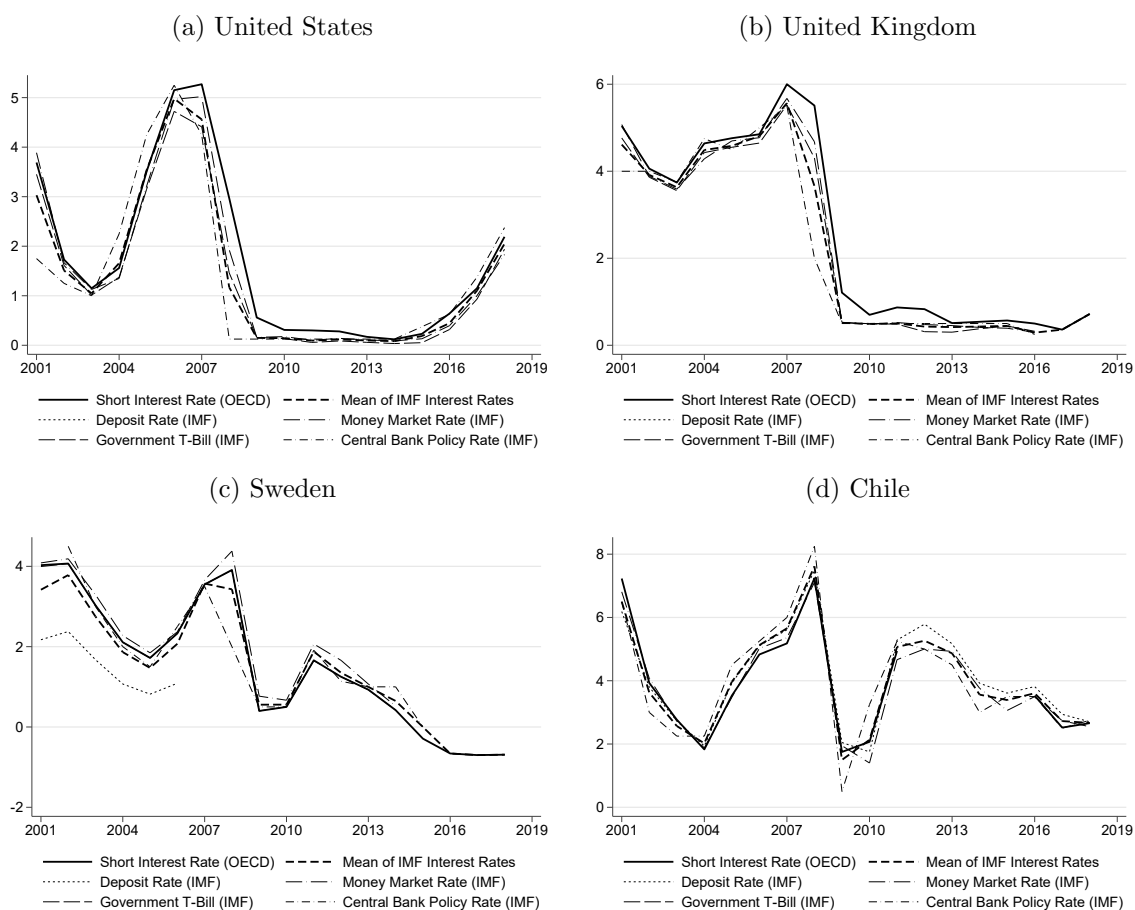 (a) United States
(b) United Kingdom
5
4
3
2
1
0
2001 2004 2007 2010 2013 2016 2019
Short Interest Rate (OECD) Mean of IMF Interest Rates
Deposit Rate (IMF) Money Market Rate (IMF)
Government T-Bill (IMF) Central Bank Policy Rate (IMF)
6
4
2
0
2001 2004 2007 2010 2013 2016 2019
Short Interest Rate (OECD) Mean of IMF Interest Rates
Deposit Rate (IMF) Money Market Rate (IMF)
Government T-Bill (IMF) Central Bank Policy Rate (IMF)
(c) Sweden
(d) Chile
4
2
0
-2
2001 2004 2007 2010 2013 2016 2019
Short Interest Rate (OECD) Mean of IMF Interest Rates
Deposit Rate (IMF) Money Market Rate (IMF)
Government T-Bill (IMF) Central Bank Policy Rate (IMF)
8
6
4
2
0
2001 2004 2007 2010 2013 2016 2019
Short Interest Rate (OECD) Mean of IMF Interest Rates
Deposit Rate (IMF) Money Market Rate (IMF)
Government T-Bill (IMF) Central Bank Policy Rate (IMF)